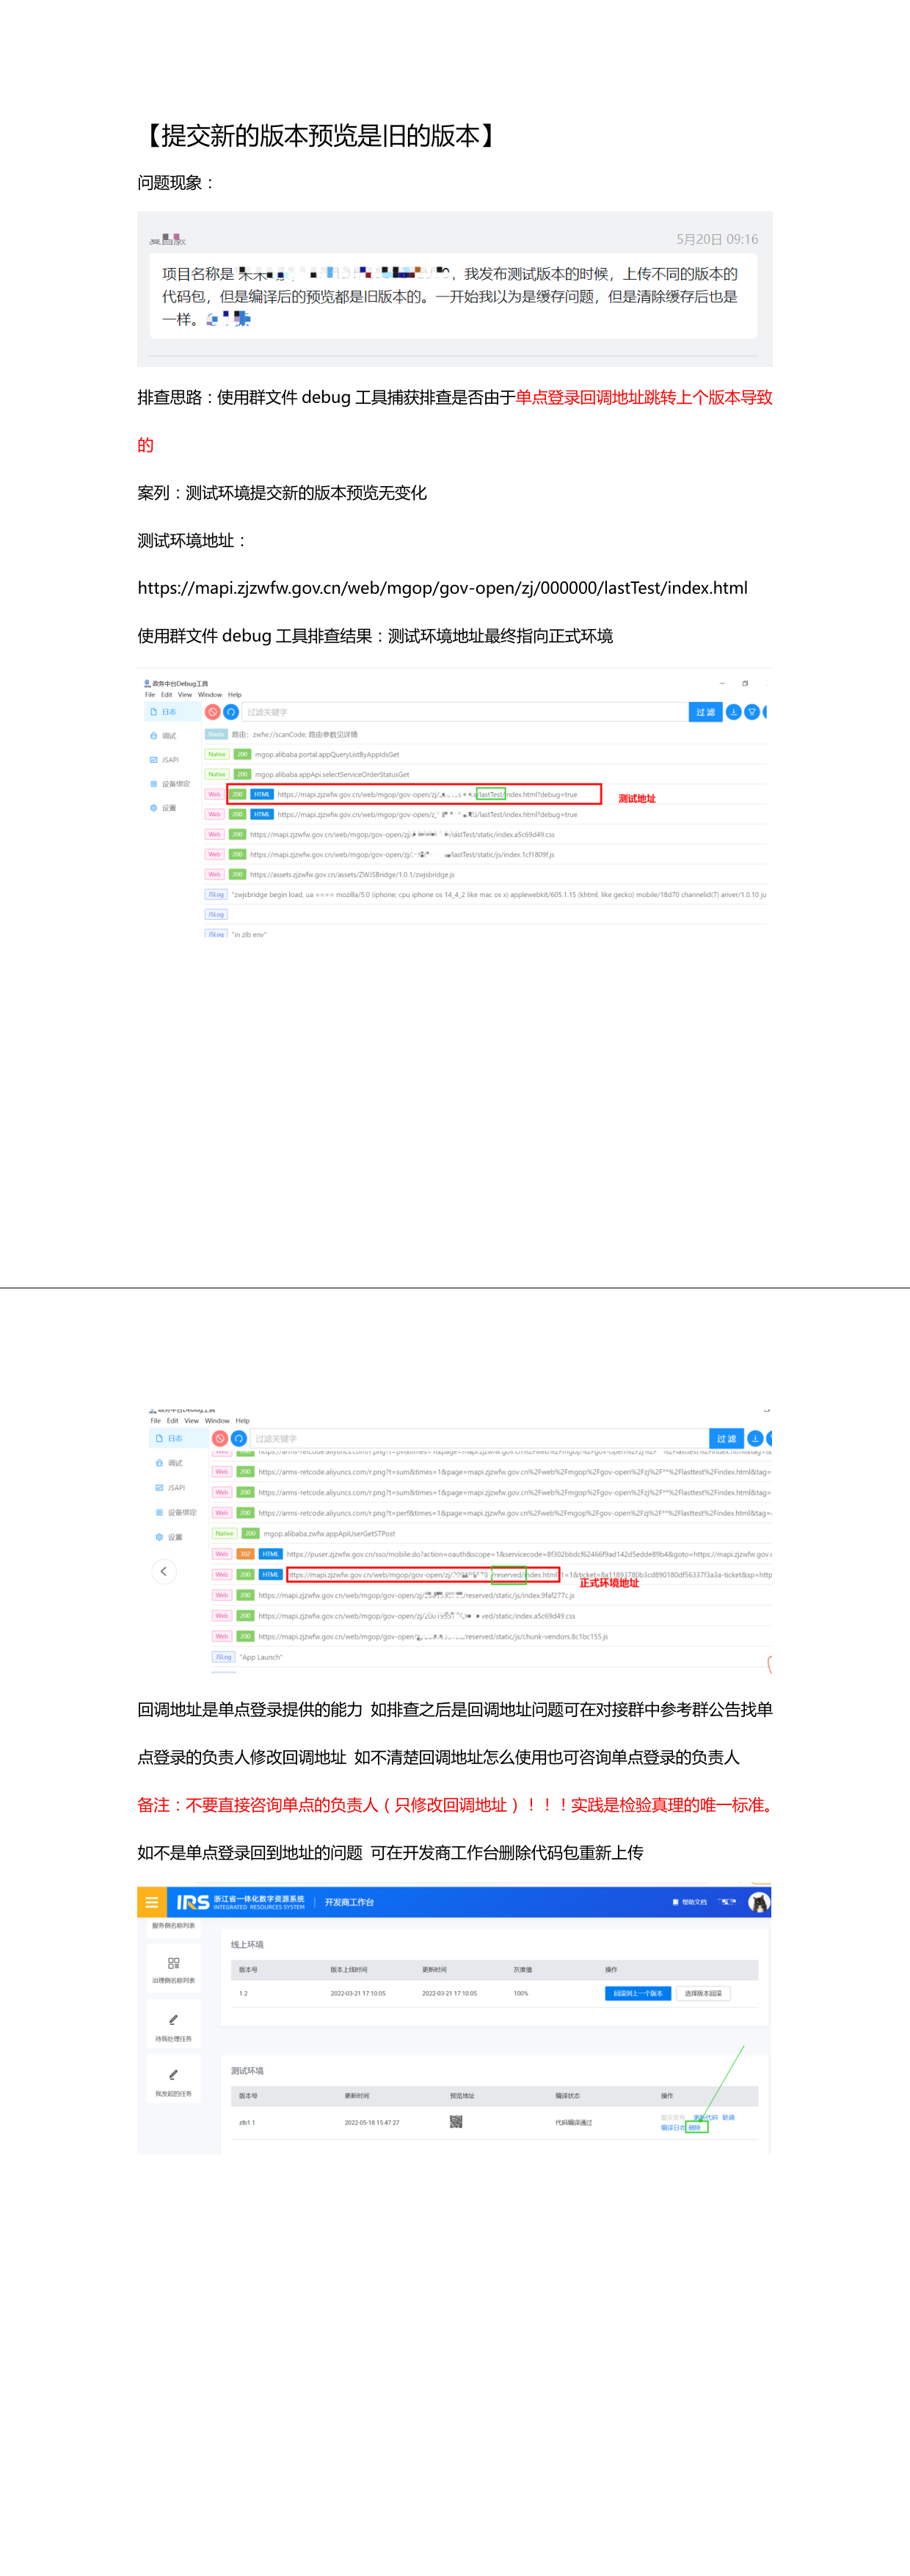 【提交新的版本预览是旧的版本】
问题现象：
5月20日 09:16
项目名称是 ，我发布测试版本的时候，上传不同的版本的
代码包，但是编译后的预览都是旧版本的。一开始我以为是缓存问题，但是清除缓存后也是
一样。
排查思路：使用群文件 debug 工具捕获排查是否由于单点登录回调地址跳转上个版本导致
的
案列：测试环境提交新的版本预览无变化
测试环境地址：
https://mapi.zjzwfw.gov.cn/web/mgop/gov-open/zj/000000/lastTest/index.html
使用群文件 debug 工具排查结果：测试环境地址最终指向正式环境
政务中台Debug工具
File Edit View Window Help
日志 过滤关键字 过 滤
Route 路由：zwfw://scanCode; 路由参数见详情
调试
Native 200 mgop.alibaba.portal.appQueryListByAppIdsGet
JSAPI
Native 200 mgop.alibaba.appApi.selectServiceOrderStatusGet
设备绑定
Web 200 HTML https://mapi.zjzwfw.gov.cn/web/mgop/gov-open/zj/ /lastTest/index.html?debug=true 测试地址
设置
Web 200 HTML https://mapi.zjzwfw.gov.cn/web/mgop/gov-open/z /lastTest/index.html?debug=true
Web 200 https://mapi.zjzwfw.gov.cn/web/mgop/gov-open/zj/ /lastTest/static/index.a5c69d49.css
Web 200 https://mapi.zjzwfw.gov.cn/web/mgop/gov-open/zj/ /lastTest/static/js/index.1cf1809f.js
Web 200 https://assets.zjzwfw.gov.cn/assets/ZWJSBridge/1.0.1/zwjsbridge.js
JSLog "zwjsbridge begin load, ua ==== mozilla/5.0 (iphone; cpu iphone os 14_4_2 like mac os x) applewebkit/605.1.15 (khtml, like gecko) mobile/18d70 channelid(7) ariver/1.0.10 ju
JSLog
JSLog "in zlb env"
政务中台Debug工具
File Edit View Window Help
日志 过滤关键字 过 滤
调试
Web 200 https://arms-retcode.aliyuncs.com/r.png?t=sum&times=1&page=mapi.zjzwfw.gov.cn%2Fweb%2Fmgop%2Fgov-open%2Fzj%2F**%2Flasttest%2Findex.html&tag=
JSAPI
Web 200 https://arms-retcode.aliyuncs.com/r.png?t=sum&times=1&page=mapi.zjzwfw.gov.cn%2Fweb%2Fmgop%2Fgov-open%2Fzj%2F**%2Flasttest%2Findex.html&tag=
设备绑定
Web 200 https://arms-retcode.aliyuncs.com/r.png?t=perf&times=1&page=mapi.zjzwfw.gov.cn%2Fweb%2Fmgop%2Fgov-open%2Fzj%2F**%2Flasttest%2Findex.html&tag=
设置
Native 200 mgop.alibaba.zwfw.appApiUserGetSTPost
Web 302 HTML https://puser.zjzwfw.gov.cn/sso/mobile.do?action=oauth&scope=1&servicecode=8f302bbdcf62466f9ad142d5edde89b4&goto=https://mapi.zjzwfw.gov.c
Web 200 HTML https://mapi.zjzwfw.gov.cn/web/mgop/gov-open/zj/ /reserved/index.html?1=1&ticket=8a11893780b3cd890180df56337f3a3a-ticket&sp=http
正式环境地址
Web 200 https://mapi.zjzwfw.gov.cn/web/mgop/gov-open/zj/ /reserved/static/js/index.9faf277c.js
Web 200 https://mapi.zjzwfw.gov.cn/web/mgop/gov-open/zj/ ved/static/index.a5c69d49.css
Web 200 https://mapi.zjzwfw.gov.cn/web/mgop/gov-open/ /reserved/static/js/chunk-vendors.8c1bc155.js
JSLog "App Launch"
回调地址是单点登录提供的能力 如排查之后是回调地址问题可在对接群中参考群公告找单
点登录的负责人修改回调地址 如不清楚回调地址怎么使用也可咨询单点登录的负责人
备注：不要直接咨询单点的负责人（只修改回调地址）！！！实践是检验真理的唯一标准。
如不是单点登录回到地址的问题 可在开发商工作台删除代码包重新上传
IRS 浙江省一体化数字资源系统 INTEGRATED RESOURCES SYSTEM 开发商工作台 帮助文档
服务侧名称列表
治理侧名称列表
待我处理任务
我发起的任务
线上环境
版本号 版本上线时间 更新时间 灰度值 操作
1.2 2022-03-21 17:10:05 2022-03-21 17:10:05 100% 回滚到上一个版本 选择版本回滚
测试环境
版本号 更新时间 预览地址 编译状态 操作
zlb1.1 2022-05-18 15:47:27 代码编译通过 提交发布 更新代码 联调
编译日志 删除